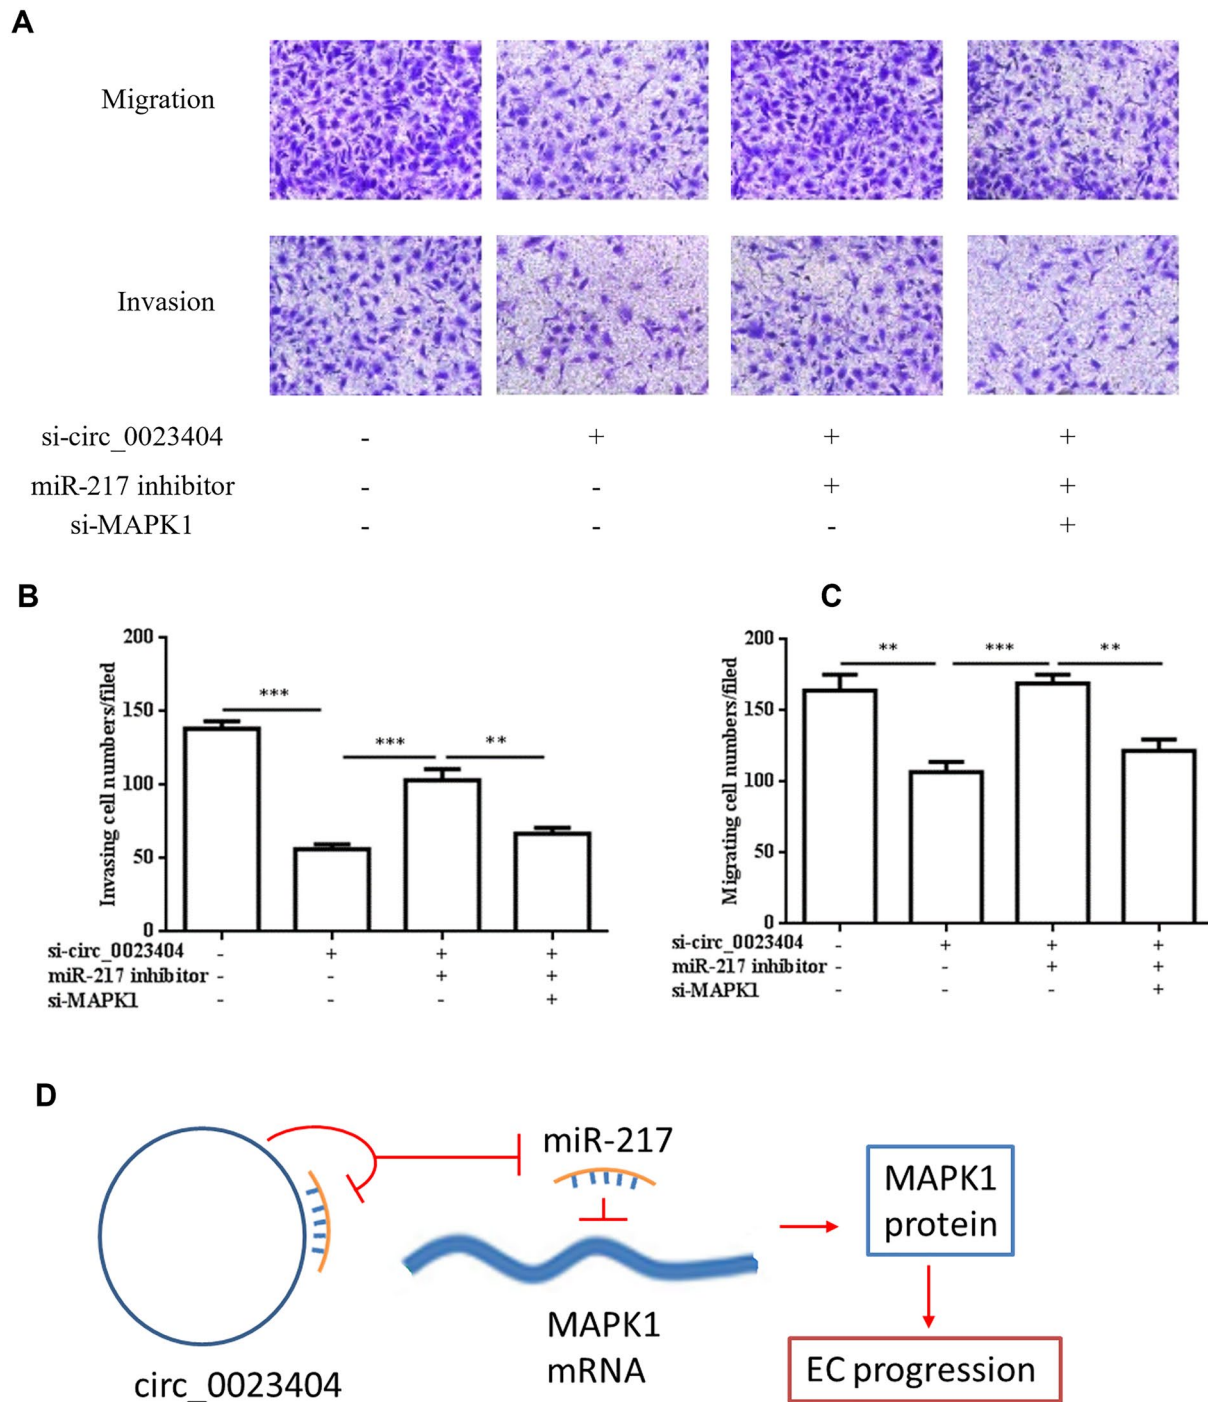 A
Migration
Invasion
si-circ_0023404 - + + +
miR-217 inhibitor - - + +
si-MAPK1 - - - +
B
Invasing cell numbers/filed
200
150
100
50
0
***
***
**
si-circ_0023404 - + + +
miR-217 inhibitor - - + +
si-MAPK1 - - - +
C
Migrating cell numbers/filed
200
150
100
50
0
**
***
**
si-circ_0023404 - + + +
miR-217 inhibitor - - + +
si-MAPK1 - - - +
D
circ_0023404
miR-217
MAPK1
mRNA
MAPK1
protein
EC progression